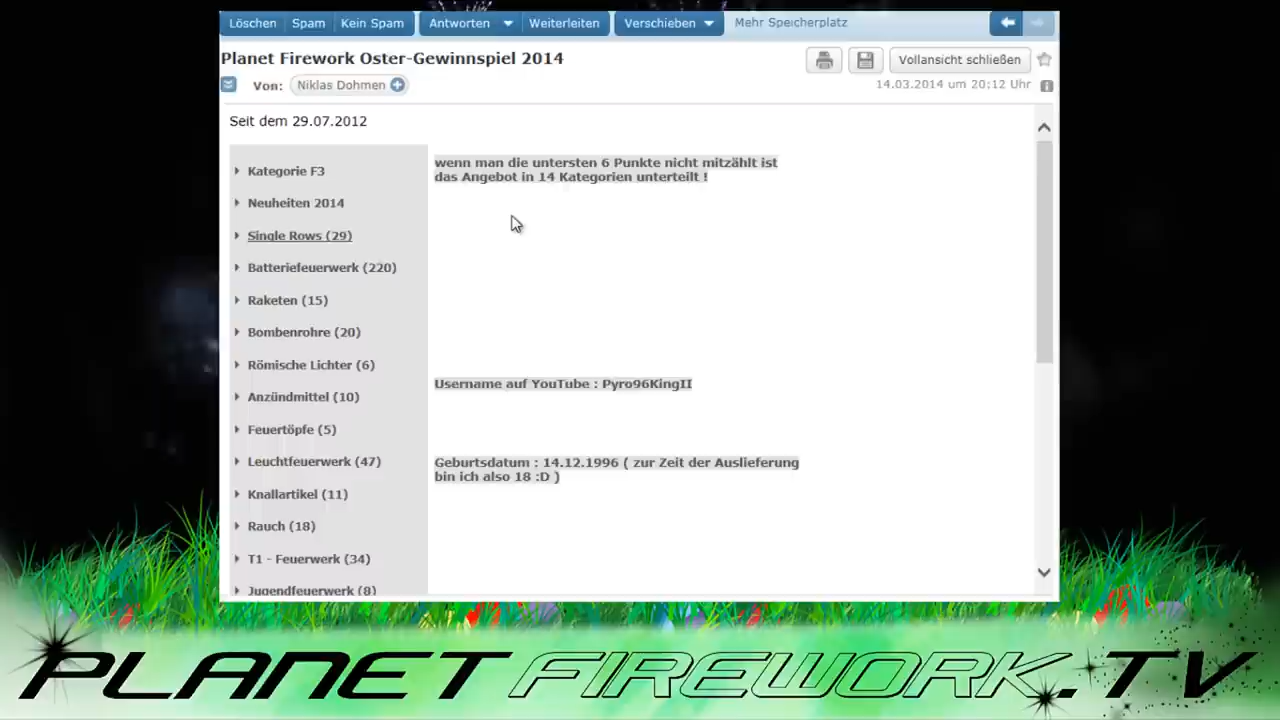 Löschen Spam Kein Spam Antworten Weiterleiten Verschieben Mehr Speicherplatz
Planet Firework Oster-Gewinnspiel 2014
Vollansicht schließen
Von: Niklas Dohmen
14.03.2014 um 20:12 Uhr
Seit dem 29.07.2012
Kategorie F3
Neuheiten 2014
Single Rows (29)
Batteriefeuerwerk (220)
Raketen (15)
Bombenrohre (20)
Römische Lichter (6)
Anzündmittel (10)
Feuertöpfe (5)
Leuchtfeuerwerk (47)
Knallartikel (11)
Rauch (18)
T1 - Feuerwerk (34)
Jugendfeuerwerk (8)
wenn man die untersten 6 Punkte nicht mitzählt ist
das Angebot in 14 Kategorien unterteilt !
Username auf YouTube : Pyro96KingII
Geburtsdatum : 14.12.1996 ( zur Zeit der Auslieferung
bin ich also 18 :D )
PLANET FIREWORK.TV